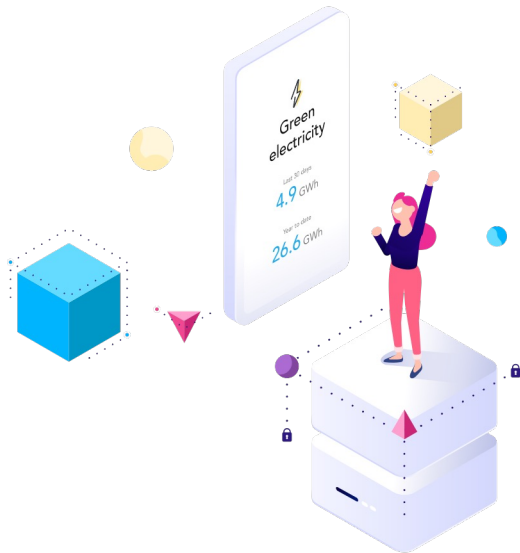 Green
electricity
Last 30 days
4.9 GWh
Year to date
26.6 GWh